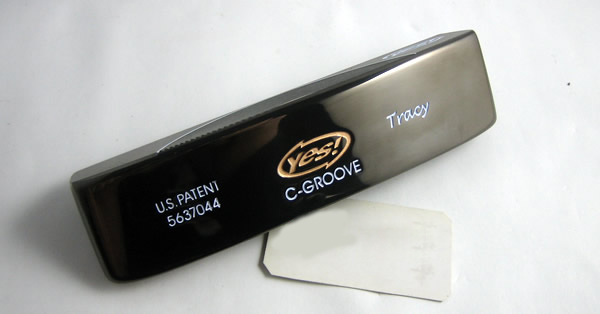 U.S. PATENT
5637044
yes!
C-GROOVE
Tracy